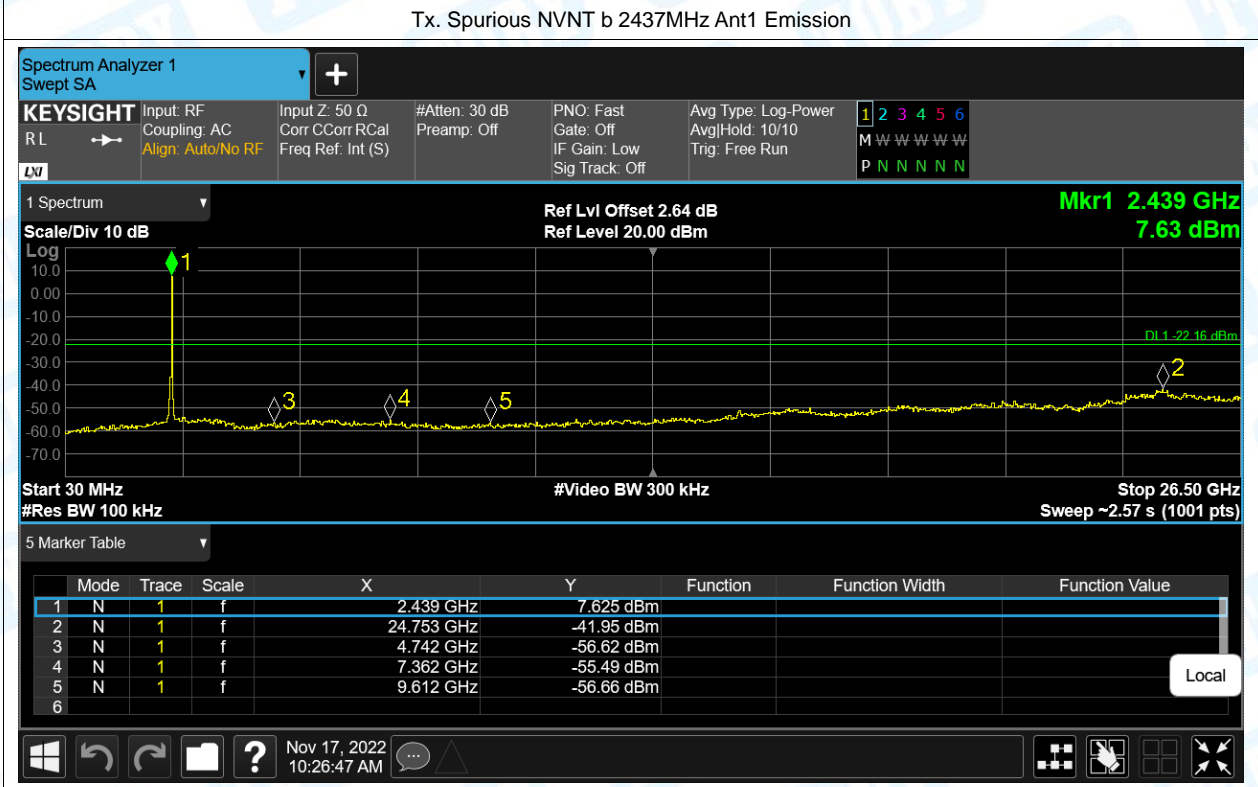 Tx. Spurious NVNT b 2437MHz Ant1 Emission
Spectrum Analyzer 1
Swept SA
KEYSIGHT
R L
LXI
Input: RF
Coupling: AC
Align: Auto/No RF
Input Z: 50 Ω
Corr CCorr RCal
Freq Ref: Int (S)
#Atten: 30 dB
Preamp: Off
PNO: Fast
Gate: Off
IF Gain: Low
Sig Track: Off
Avg Type: Log-Power
Avg|Hold: 10/10
Trig: Free Run
1 2 3 4 5 6
M W W W W W
P N N N N N
1 Spectrum
Scale/Div 10 dB
Ref Lvl Offset 2.64 dB
Ref Level 20.00 dBm
Mkr1 2.439 GHz
7.63 dBm
Log
10.0
0.00
-10.0
-20.0
-30.0
-40.0
-50.0
-60.0
-70.0
1
DL1 -22.16 dBm
2
3
4
5
Start 30 MHz
#Video BW 300 kHz
Stop 26.50 GHz
#Res BW 100 kHz
Sweep ~2.57 s (1001 pts)
5 Marker Table
Mode Trace Scale X Y Function Function Width Function Value
1 N 1 f 2.439 GHz 7.625 dBm
2 N 1 f 24.753 GHz -41.95 dBm
3 N 1 f 4.742 GHz -56.62 dBm
4 N 1 f 7.362 GHz -55.49 dBm
5 N 1 f 9.612 GHz -56.66 dBm
6
Local
?
Nov 17, 2022
10:26:47 AM